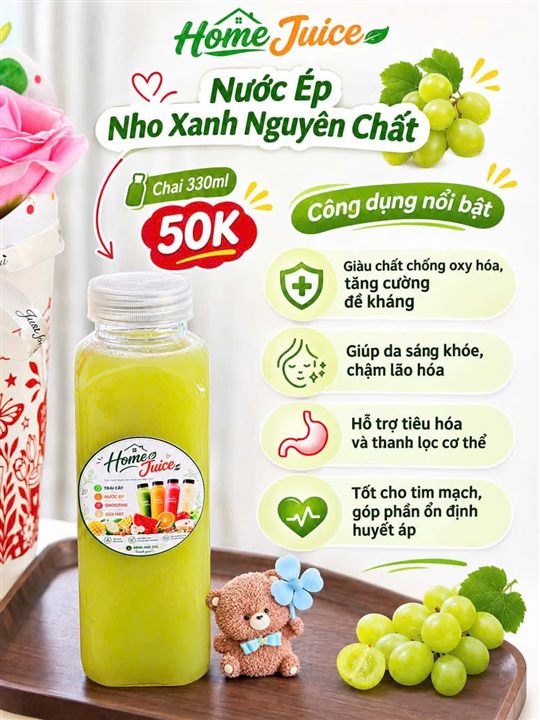 Home Juice
Nước Ép
Nho Xanh Nguyên Chất
Chai 330ml
50K
Công dụng nổi bật
Giàu chất chống oxy hóa,
tăng cường
đề kháng
Giúp da sáng khỏe,
chậm lão hóa
Hỗ trợ tiêu hóa
và thanh lọc cơ thể
Tốt cho tim mạch,
góp phần ổn định
huyết áp
Home
Juice
TRÁI CÂY
NƯỚC ÉP
SMOOTHIE
SỮA HẠT